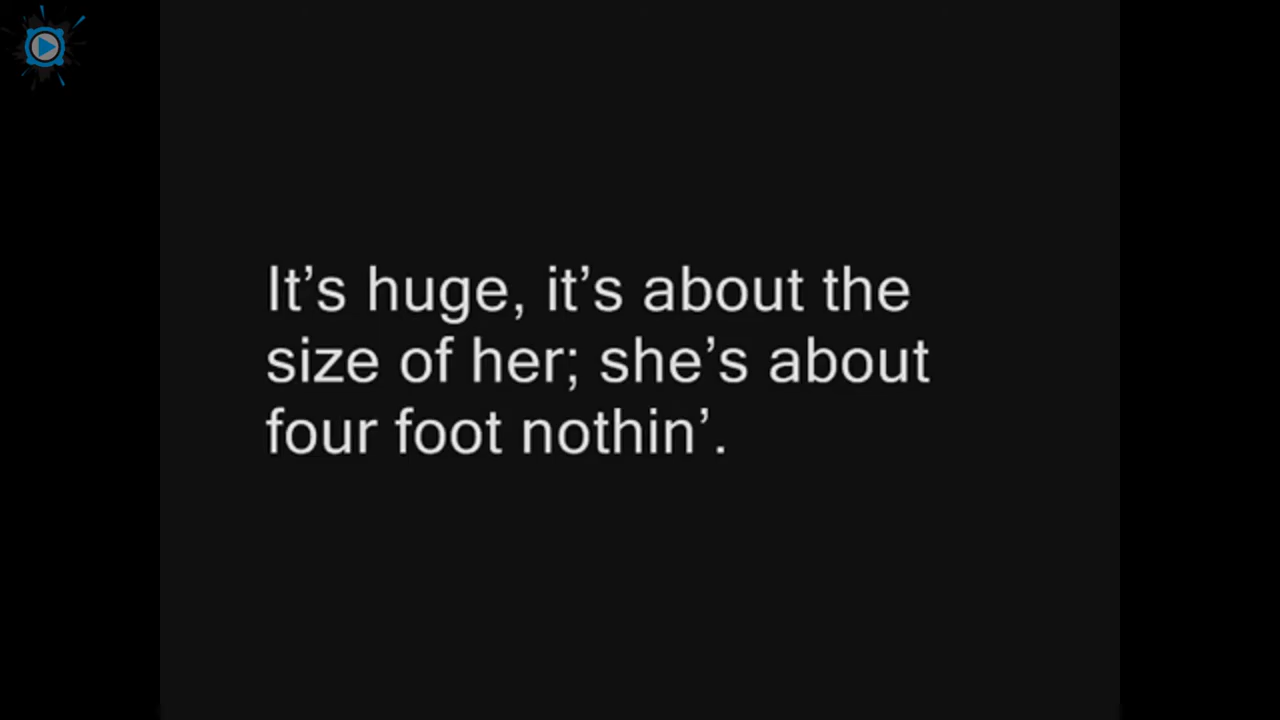 It’s huge, it’s about the
size of her; she’s about
four foot nothin’.